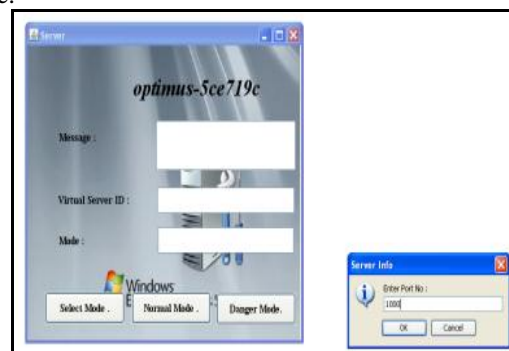 Server
optimus-5ce719c
Message :
Virtual Server ID :
Mode :
Windows
Select Mode .
Normal Mode .
Danger Mode.
Server Info
Enter Port No :
1000
OK
Cancel